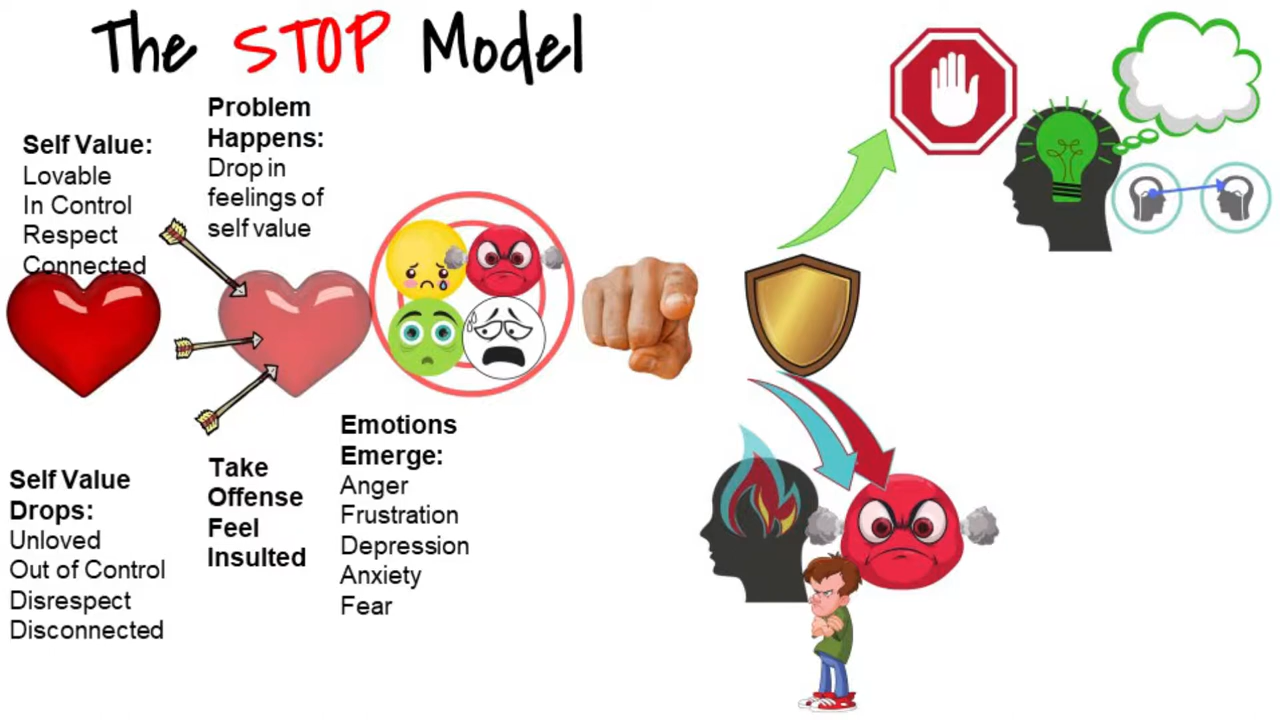 The STOP Model
Self Value:
Lovable
In Control
Respect
Connected
Problem
Happens:
Drop in
feelings of
self value
Self Value
Drops:
Unloved
Out of Control
Disrespect
Disconnected
Take
Offense
Feel
Insulted
Emotions
Emerge:
Anger
Frustration
Depression
Anxiety
Fear